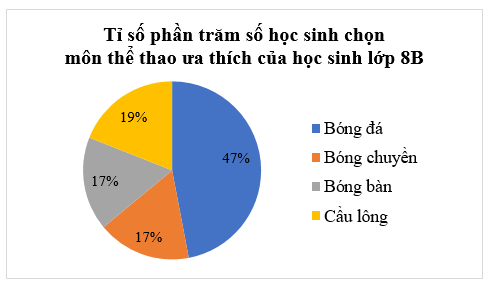 Tỉ số phần trăm số học sinh chọn
môn thể thao ưa thích của học sinh lớp 8B
19%
47%
17%
17%
Bóng đá
Bóng chuyền
Bóng bàn
Cầu lông